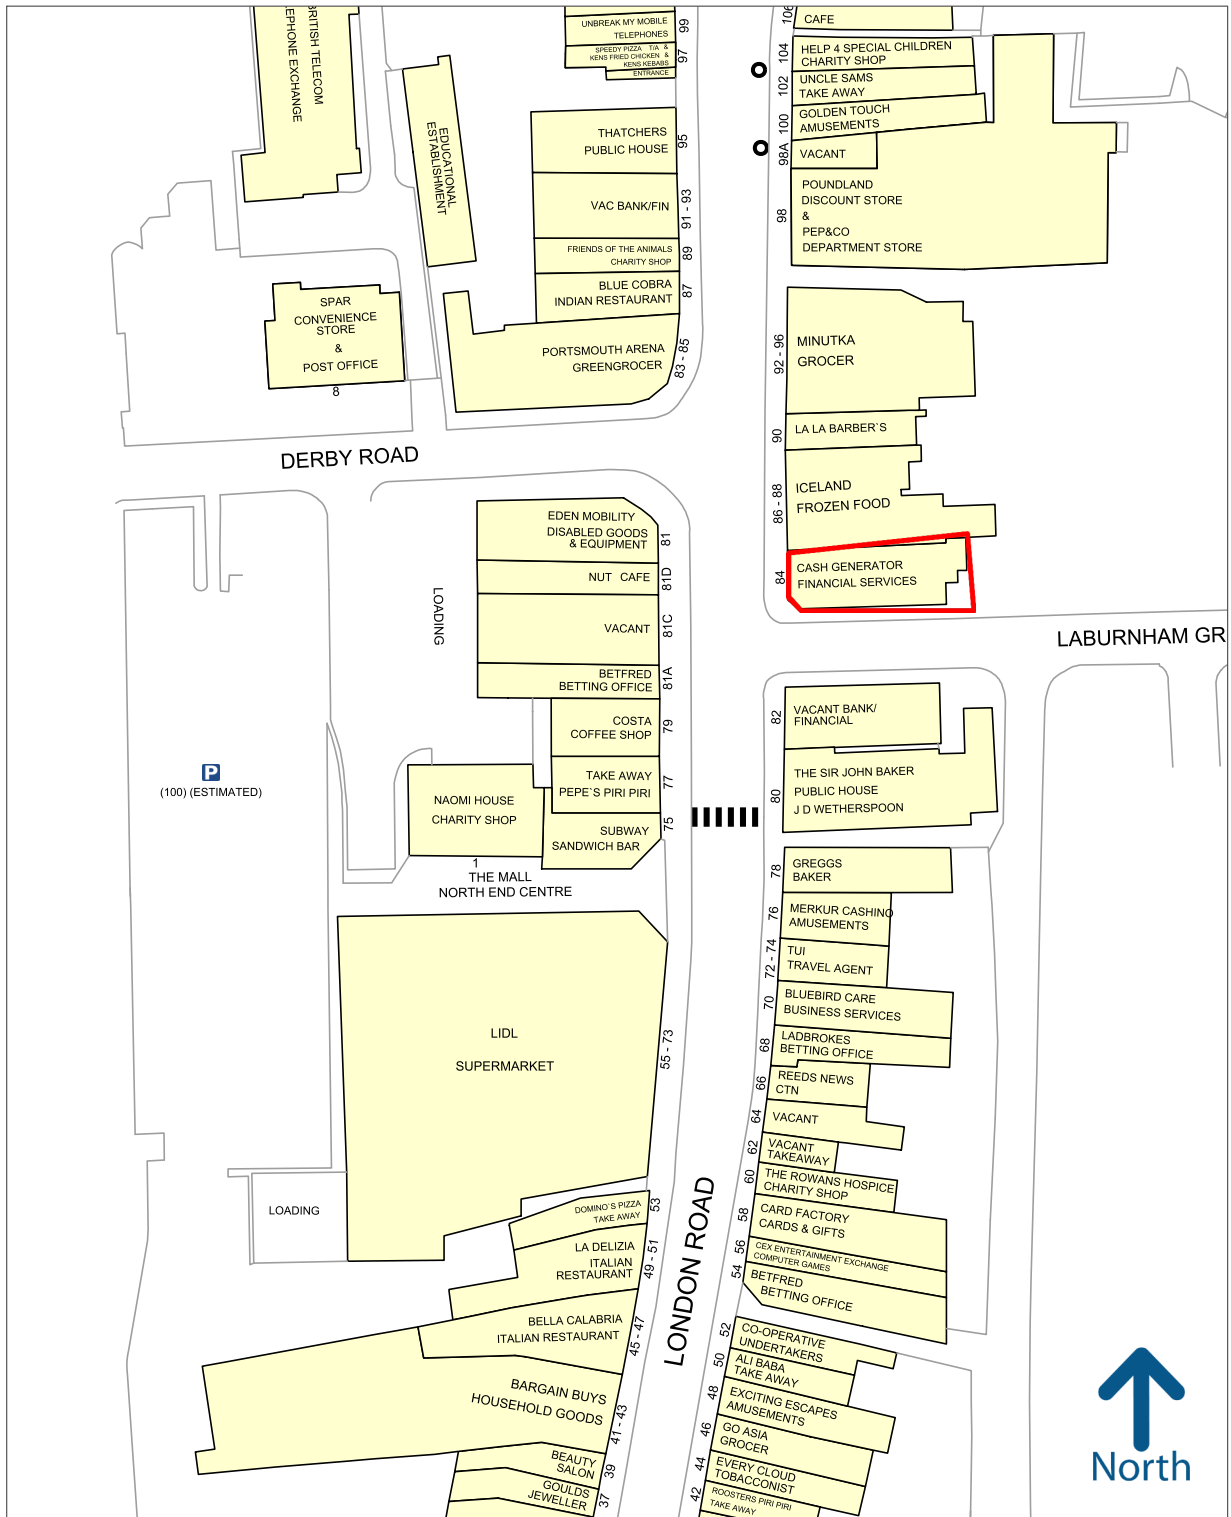 BRITISH TELECOM
EPHONE EXCHANGE
UNBREAK MY MOBILE
TELEPHONES
99
SPEEDY PIZZA T/A &
KENS FRIED CHICKEN &
KENS KEBABS
97
ENTRANCE
106
CAFE
104
HELP 4 SPECIAL CHILDREN
CHARITY SHOP
102
UNCLE SAMS
TAKE AWAY
100
GOLDEN TOUCH
AMUSEMENTS
98A
VACANT
98
POUNDLAND
DISCOUNT STORE
&
PEP&CO
DEPARTMENT STORE
EDUCATIONAL
ESTABLISHMENT
THATCHERS
PUBLIC HOUSE
95
VAC BANK/FIN
91 - 93
FRIENDS OF THE ANIMALS
CHARITY SHOP
89
BLUE COBRA
INDIAN RESTAURANT
87
PORTSMOUTH ARENA
GREENGROCER
83 - 85
SPAR
CONVENIENCE
STORE
&
POST OFFICE
8
92 - 96
MINUTKA
GROCER
90
LA LA BARBER`S
86 - 88
ICELAND
FROZEN FOOD
84
CASH GENERATOR
FINANCIAL SERVICES
DERBY ROAD
LABURNHAM GR
EDEN MOBILITY
DISABLED GOODS
& EQUIPMENT
81
NUT CAFE
81D
VACANT
81C
BETFRED
BETTING OFFICE
81A
LOADING
COSTA
COFFEE SHOP
79
TAKE AWAY
PEPE`S PIRI PIRI
77
SUBWAY
SANDWICH BAR
75
NAOMI HOUSE
CHARITY SHOP
1
THE MALL
NORTH END CENTRE
P
(100) (ESTIMATED)
82
VACANT BANK/
FINANCIAL
80
THE SIR JOHN BAKER
PUBLIC HOUSE
J D WETHERSPOON
78
GREGGS
BAKER
76
MERKUR CASHINO
AMUSEMENTS
72 - 74
TUI
TRAVEL AGENT
70
BLUEBIRD CARE
BUSINESS SERVICES
68
LADBROKES
BETTING OFFICE
66
REEDS NEWS
CTN
64
VACANT
62
VACANT
TAKEAWAY
60
THE ROWANS HOSPICE
CHARITY SHOP
58
CARD FACTORY
CARDS & GIFTS
56
CEX ENTERTAINMENT EXCHANGE
COMPUTER GAMES
54
BETFRED
BETTING OFFICE
LIDL
SUPERMARKET
55 - 73
LOADING
DOMINO`S PIZZA
TAKE AWAY
53
LA DELIZIA
ITALIAN
RESTAURANT
49 - 51
BELLA CALABRIA
ITALIAN RESTAURANT
45 - 47
BARGAIN BUYS
HOUSEHOLD GOODS
41 - 43
BEAUTY
SALON
39
GOULDS
JEWELLER
37
LONDON ROAD
52
CO-OPERATIVE
UNDERTAKERS
50
ALI BABA
TAKE AWAY
48
EXCITING ESCAPES
AMUSEMENTS
46
GO ASIA
GROCER
44
EVERY CLOUD
TOBACCONIST
42
ROOSTERS PIRI PIRI
TAKE AWAY
North